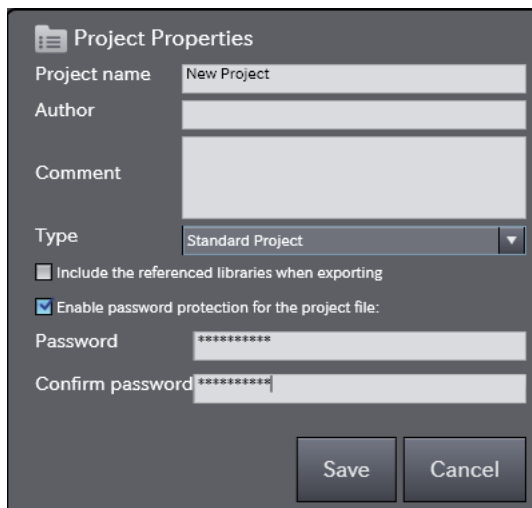 Project Properties
Project name New Project
Author
Comment
Type Standard Project
Include the referenced libraries when exporting
Enable password protection for the project file:
Password **********
Confirm password **********
Save Cancel